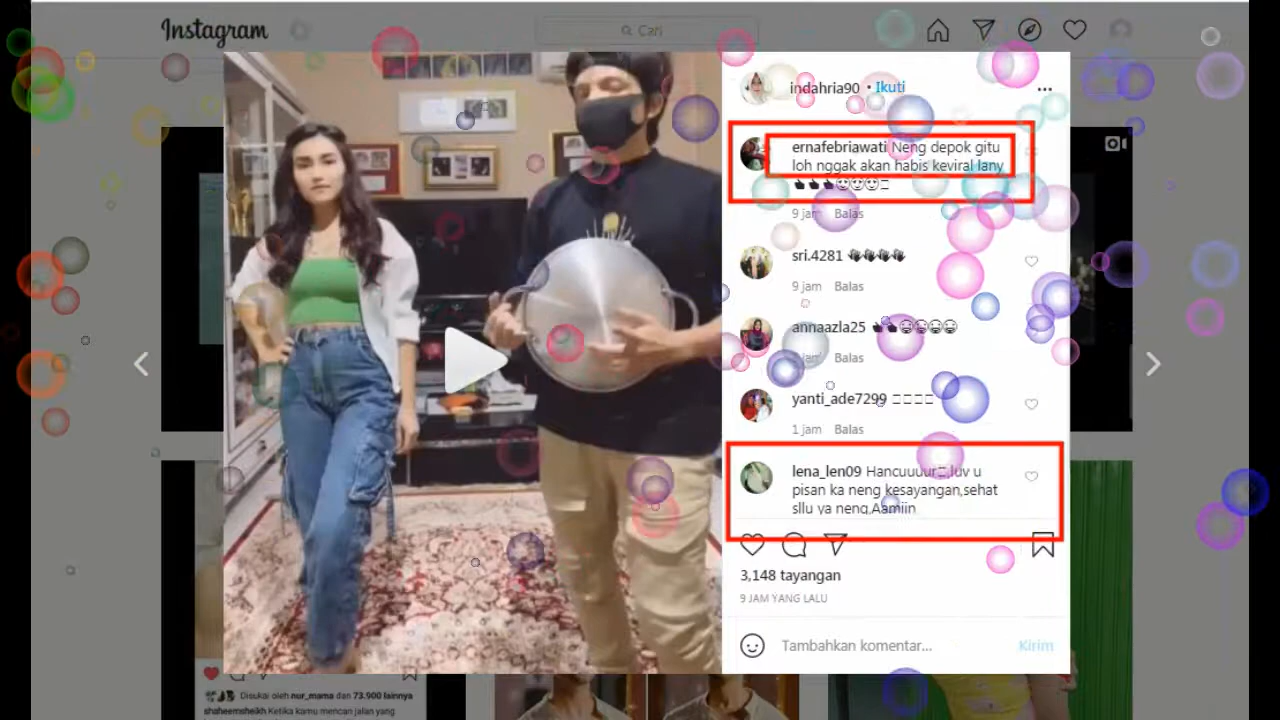 Instagram
Cari
indahria90 • Ikuti
ernafebriawati Neng depok gitu
loh nggak akan habis keviral lany
9 jam Balas
sri.4281
9 jam Balas
annaazla25
jam Balas
yanti_ade7299
1 jam Balas
lena_len09 Hancuuuur luv u
pisan ka neng kesayangan,sehat
sllu ya neng,Aamiin
3,148 tayangan
9 JAM YANG LALU
Tambahkan komentar... Kirim
Disukai oleh nur_mama dan 73.900 lainnya
shaheemsheikh Ketika kamu mencari jalan yang